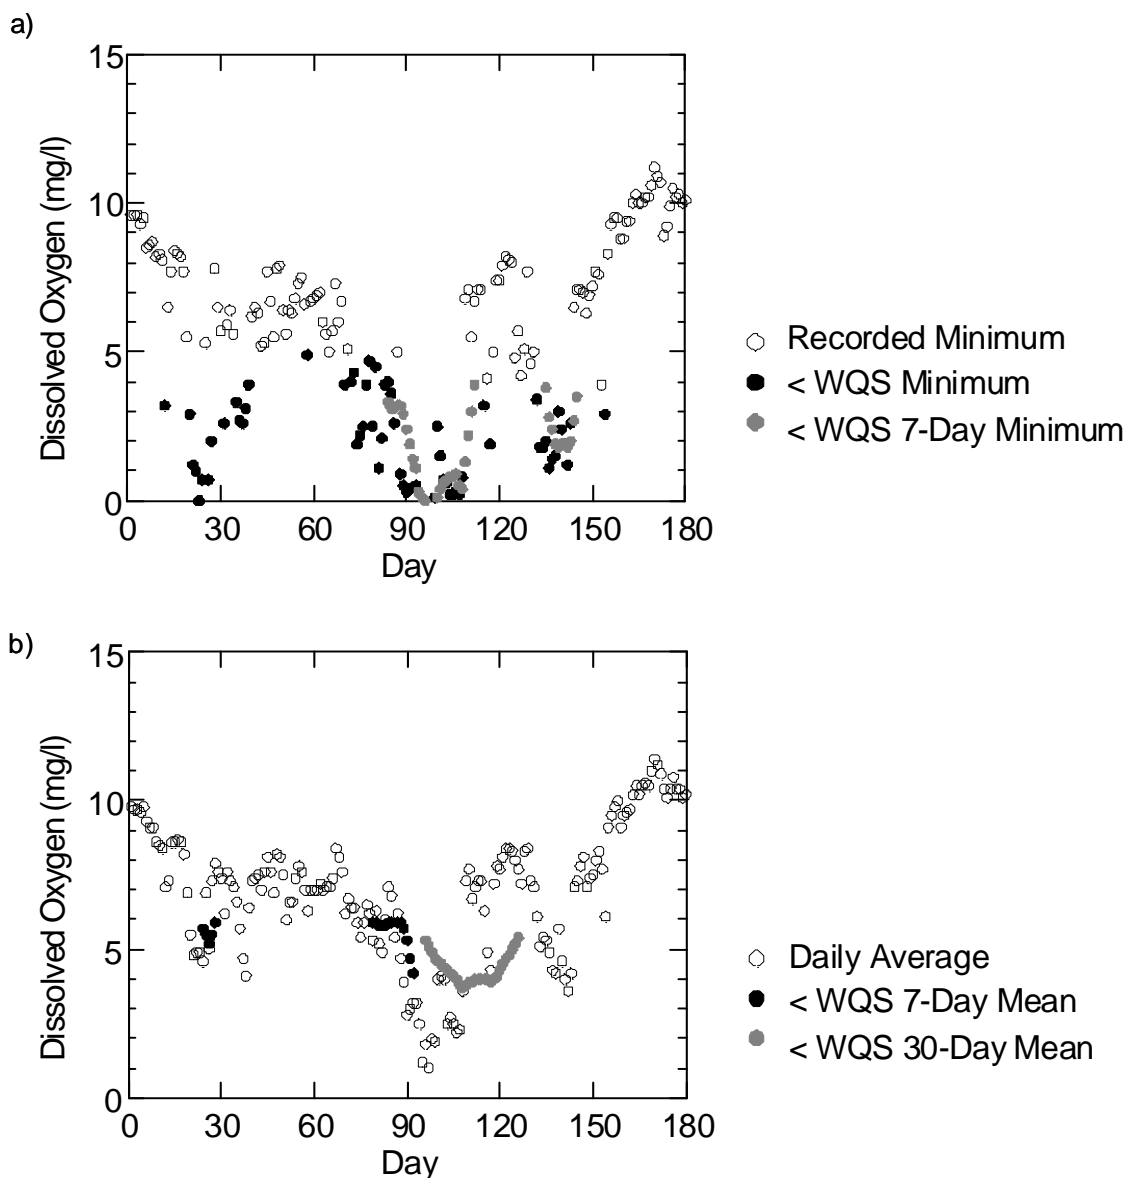 a)
15
10
5
0
Dissolved Oxygen (mg/l)
0 30 60 90 120 150 180
Day
Recorded Minimum
< WQS Minimum
< WQS 7-Day Minimum
b)
15
10
5
0
Dissolved Oxygen (mg/l)
0 30 60 90 120 150 180
Day
Daily Average
< WQS 7-Day Mean
< WQS 30-Day Mean